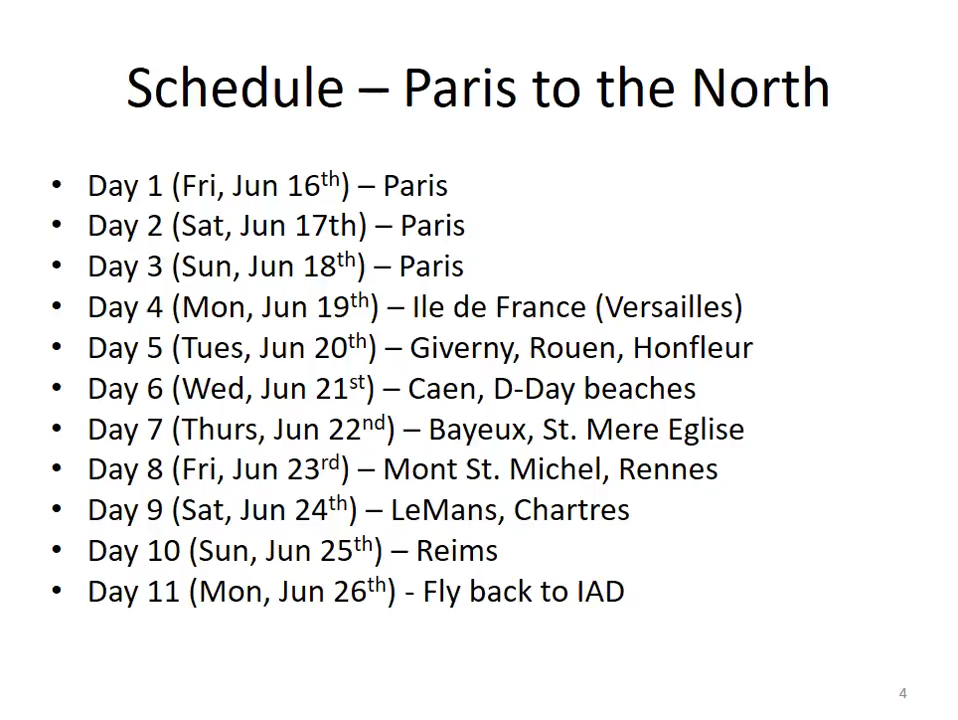 Schedule – Paris to the North
• Day 1 (Fri, Jun 16th) – Paris
• Day 2 (Sat, Jun 17th) – Paris
• Day 3 (Sun, Jun 18th) – Paris
• Day 4 (Mon, Jun 19th) – Ile de France (Versailles)
• Day 5 (Tues, Jun 20th) – Giverny, Rouen, Honfleur
• Day 6 (Wed, Jun 21st) – Caen, D-Day beaches
• Day 7 (Thurs, Jun 22nd) – Bayeux, St. Mere Eglise
• Day 8 (Fri, Jun 23rd) – Mont St. Michel, Rennes
• Day 9 (Sat, Jun 24th) – LeMans, Chartres
• Day 10 (Sun, Jun 25th) – Reims
• Day 11 (Mon, Jun 26th) - Fly back to IAD
4